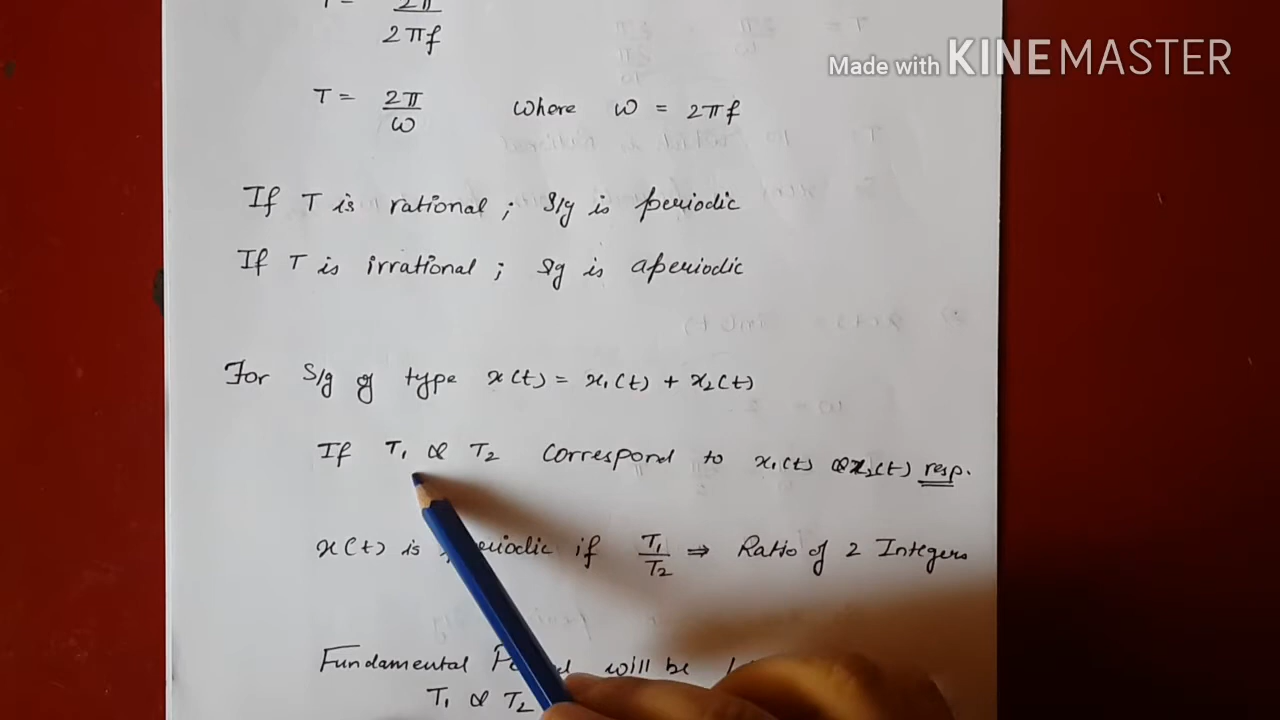 T = 2π / 2πf
Made with KINEMASTER
T = 2π / ω where ω = 2πf
If T is rational ; S/g is periodic
If T is irrational ; S/g is aperiodic
For S/g of type x(t) = x₁(t) + x₂(t)
If T₁ & T₂ correspond to x₁(t) & x₂(t) resp.
x(t) is periodic if T₁/T₂ ⇒ Ratio of 2 Integers
Fundamental will be
T₁ & T₂